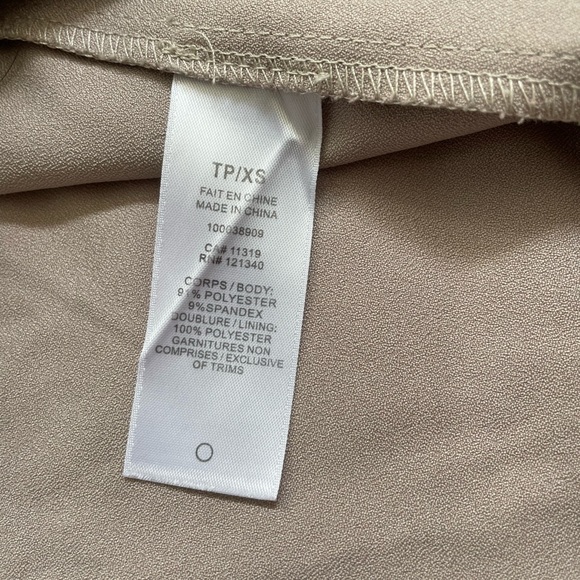 TP/XS
FAIT EN CHINE
MADE IN CHINA
100038909
CA# 11319
RN# 121340
CORPS / BODY:
91% POLYESTER
9%SPANDEX
DOUBLURE / LINING:
100% POLYESTER
GARNITURES NON
COMPRISES / EXCLUSIVE
OF TRIMS